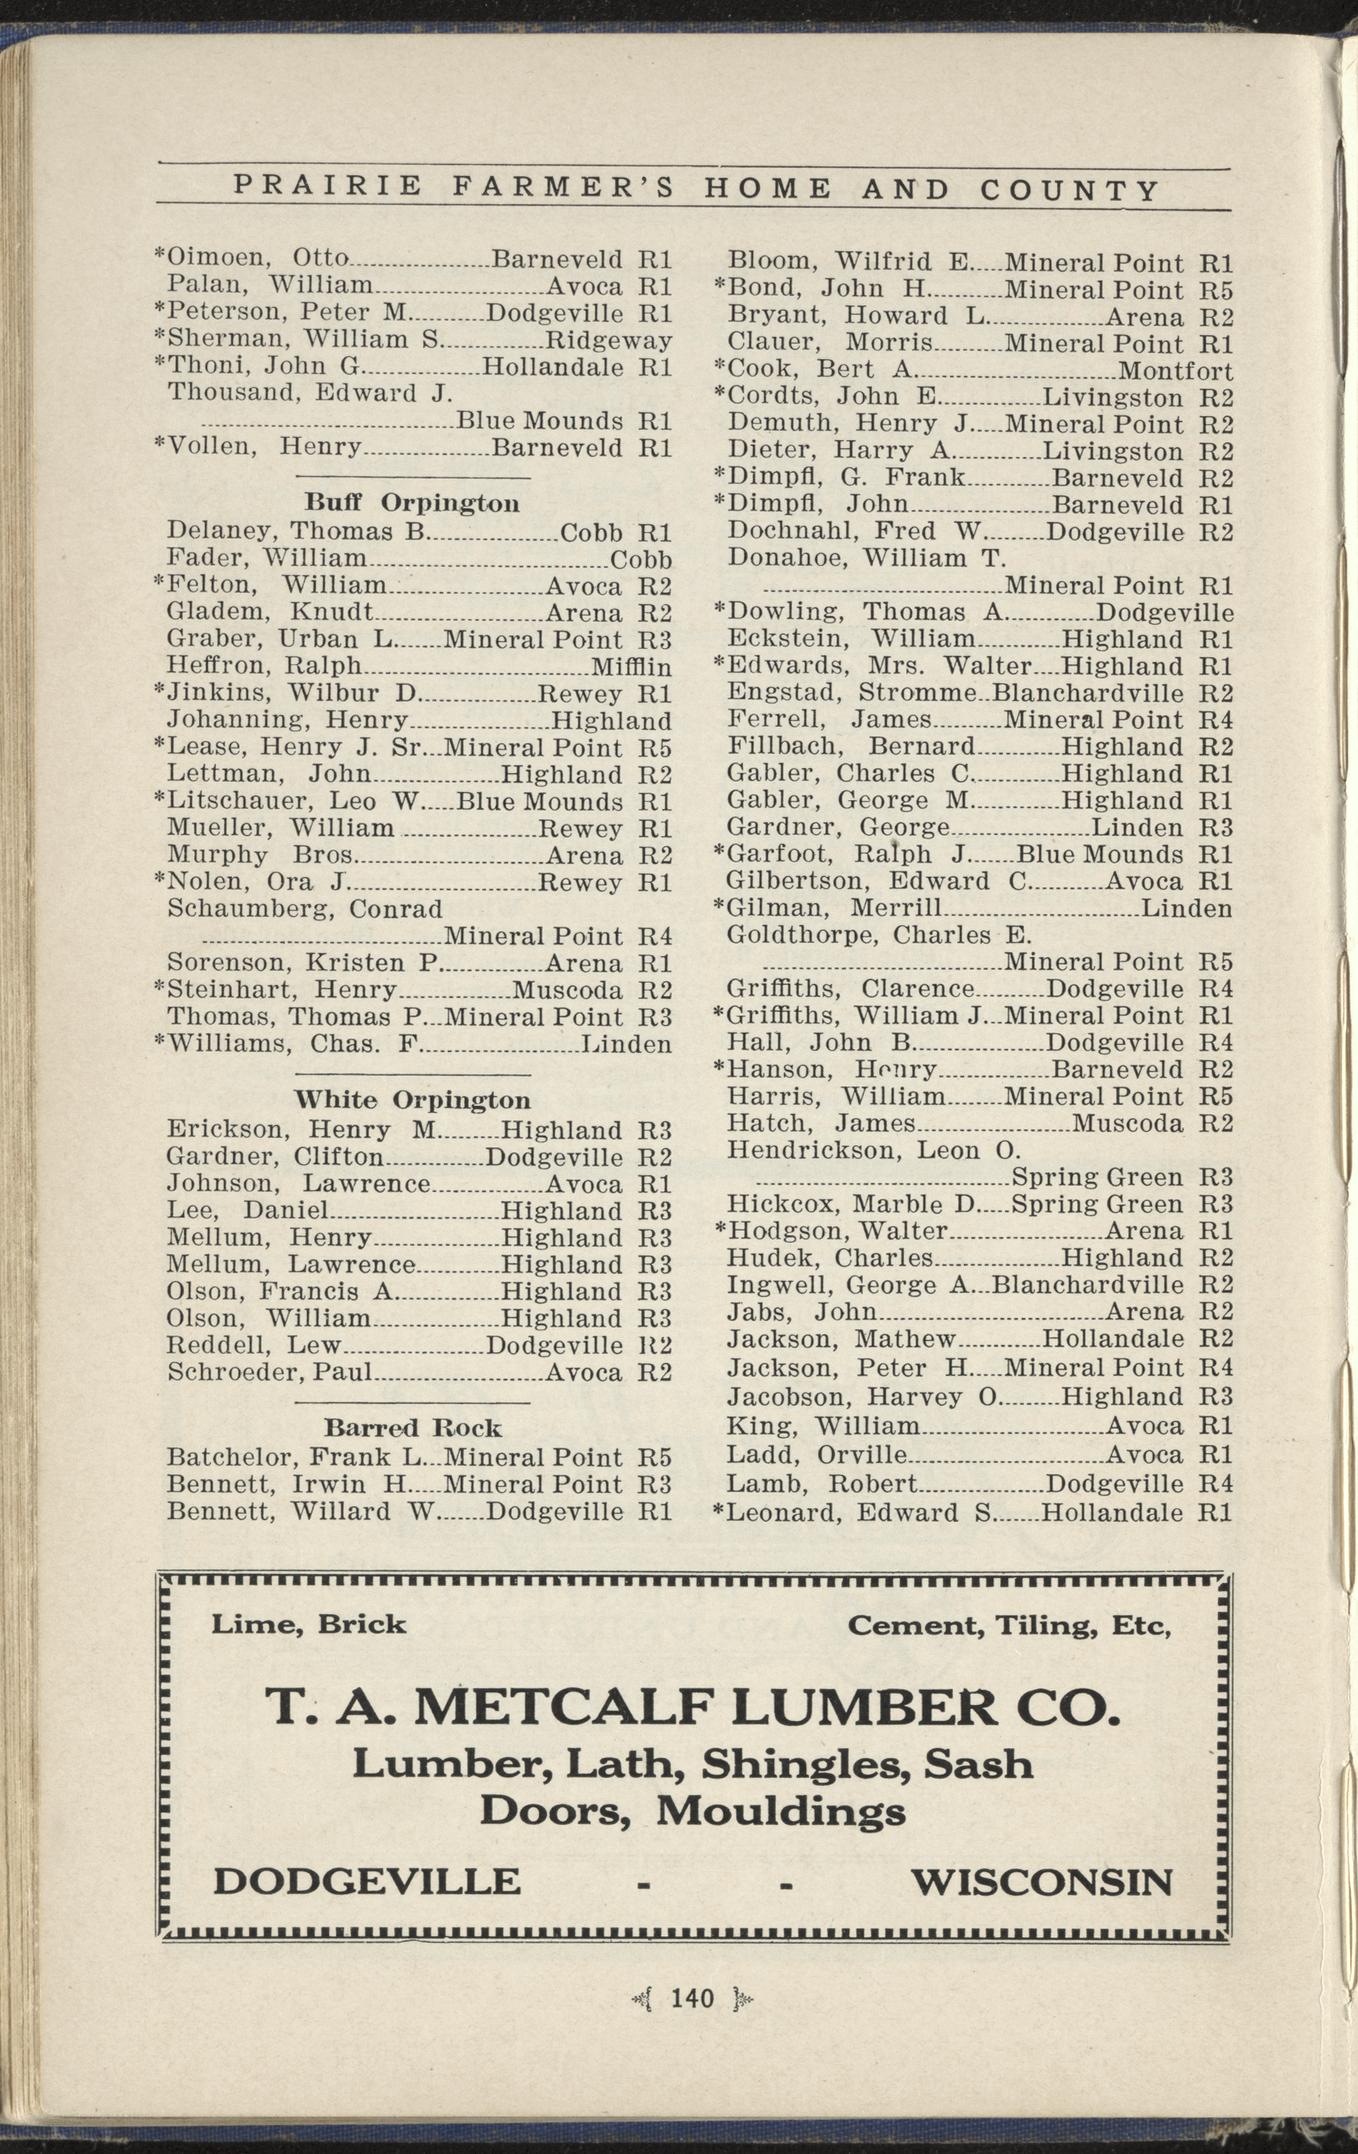 PRAIRIE FARMER'S HOME AND COUNTY
*Oimoen, Otto....................Barneveld R1
Palan, William........................Avoca R1
*Peterson, Peter M...........Dodgeville R1
*Sherman, William S...............Ridgeway
*Thoni, John G.................Hollandale R1
Thousand, Edward J.
....................................Blue Mounds R1
*Vollen, Henry..................Barneveld R1
Buff Orpington
Delaney, Thomas B...................Cobb R1
Fader, William..................................Cobb
*Felton, William......................Avoca R2
Gladem, Knudt........................Arena R2
Graber, Urban L.......Mineral Point R3
Heffron, Ralph................................Mifflin
*Jinkins, Wilbur D.................Rewey R1
Johanning, Henry....................Highland
*Lease, Henry J. Sr...Mineral Point R5
Lettman, John..................Highland R2
*Litschauer, Leo W.....Blue Mounds R1
Mueller, William ...................Rewey R1
Murphy Bros...........................Arena R2
*Nolen, Ora J...........................Rewey R1
Schaumberg, Conrad
..................................Mineral Point R4
Sorenson, Kristen P...............Arena R1
*Steinhart, Henry................Muscoda R2
Thomas, Thomas P...Mineral Point R3
*Williams, Chas. F.......................Linden
White Orpington
Erickson, Henry M.........Highland R3
Gardner, Clifton..............Dodgeville R2
Johnson, Lawrence................Avoca R1
Lee, Daniel........................Highland R3
Mellum, Henry..................Highland R3
Mellum, Lawrence............Highland R3
Olson, Francis A...............Highland R3
Olson, William..................Highland R3
Reddell, Lew....................Dodgeville R2
Schroeder, Paul........................Avoca R2
Barred Rock
Batchelor, Frank L...Mineral Point R5
Bennett, Irwin H.....Mineral Point R3
Bennett, Willard W.......Dodgeville R1
Bloom, Wilfrid E.....Mineral Point R1
*Bond, John H...........Mineral Point R5
Bryant, Howard L.................Arena R2
Clauer, Morris..........Mineral Point R1
*Cook, Bert A.............................Montfort
*Cordts, John E...............Livingston R2
Demuth, Henry J.....Mineral Point R2
Dieter, Harry A.............Livingston R2
*Dimpfl, G. Frank............Barneveld R2
*Dimpfl, John....................Barneveld R1
Dochnahl, Fred W.........Dodgeville R2
Donahoe, William T.
..................................Mineral Point R1
*Dowling, Thomas A.............Dodgeville
Eckstein, William............Highland R1
*Edwards, Mrs. Walter....Highland R1
Engstad, Stromme..Blanchardville R2
Ferrell, James..........Mineral Point R4
Fillbach, Bernard............Highland R2
Gabler, Charles C.............Highland R1
Gabler, George M.............Highland R1
Gardner, George....................Linden R3
*Garfoot, Ralph J.......Blue Mounds R1
Gilbertson, Edward C...........Avoca R1
*Gilman, Merrill............................Linden
Goldthorpe, Charles E.
..................................Mineral Point R5
Griffiths, Clarence..........Dodgeville R4
*Griffiths, William J...Mineral Point R1
Hall, John B...................Dodgeville R4
*Hanson, Henry................Barneveld R2
Harris, William........Mineral Point R5
Hatch, James......................Muscoda R2
Hendrickson, Leon O.
....................................Spring Green R3
Hickcox, Marble D.....Spring Green R3
*Hodgson, Walter......................Arena R1
Hudek, Charles..................Highland R2
Ingwell, George A...Blanchardville R2
Jabs, John................................Arena R2
Jackson, Mathew............Hollandale R2
Jackson, Peter H.....Mineral Point R4
Jacobson, Harvey O.........Highland R3
King, William..........................Avoca R1
Ladd, Orville............................Avoca R1
Lamb, Robert..................Dodgeville R4
*Leonard, Edward S.......Hollandale R1
Lime, Brick Cement, Tiling, Etc,
T. A. METCALF LUMBER CO.
Lumber, Lath, Shingles, Sash
Doors, Mouldings
DODGEVILLE - - WISCONSIN
140